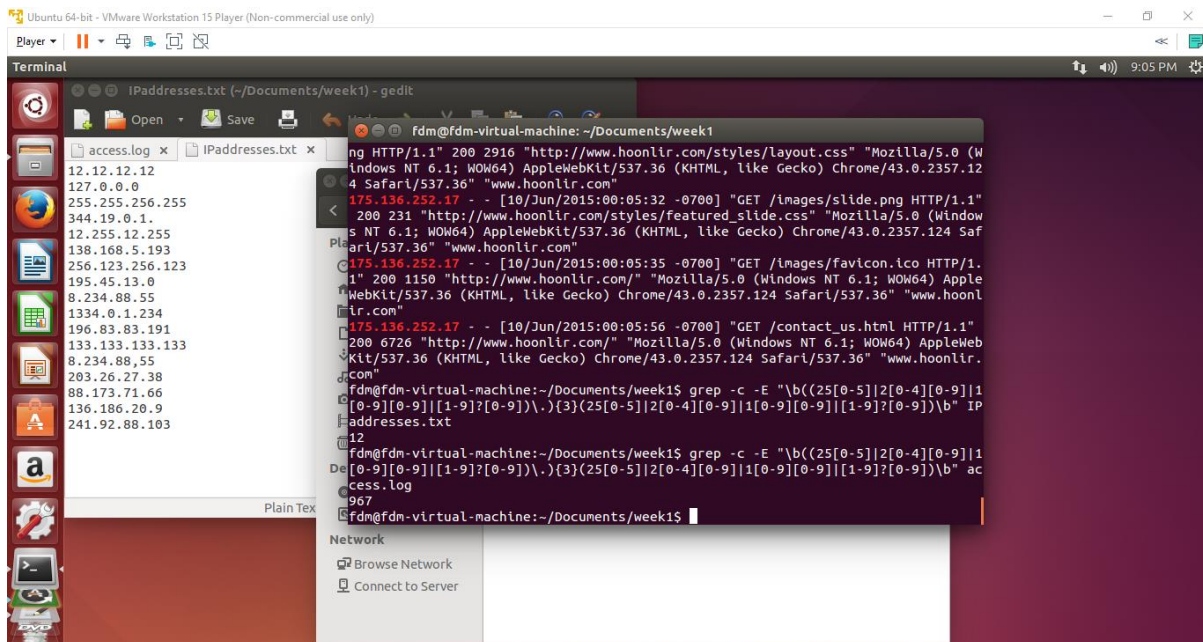 Ubuntu 64-bit - VMware Workstation 15 Player (Non-commercial use only)
Player
Terminal
9:05 PM
IPaddresses.txt (~/Documents/week1) - gedit
Open
Save
access.log
IPaddresses.txt
12.12.12.12
127.0.0.0
255.255.256.255
344.19.0.1.
12.255.12.255
138.168.5.193
256.123.256.123
195.45.13.0
8.234.88.55
1334.0.1.234
196.83.83.191
133.133.133.133
8.234.88,55
203.26.27.38
88.173.71.66
136.186.20.9
241.92.88.103
Plain Tex
Pla
De
Network
Browse Network
Connect to Server
fdm@fdm-virtual-machine: ~/Documents/week1
ng HTTP/1.1" 200 2916 "http://www.hoonlir.com/styles/layout.css" "Mozilla/5.0 (W
indows NT 6.1; WOW64) AppleWebKit/537.36 (KHTML, like Gecko) Chrome/43.0.2357.12
4 Safari/537.36" "www.hoonlir.com"
175.136.252.17 - - [10/Jun/2015:00:05:32 -0700] "GET /images/slide.png HTTP/1.1"
 200 231 "http://www.hoonlir.com/styles/featured_slide.css" "Mozilla/5.0 (Window
s NT 6.1; WOW64) AppleWebKit/537.36 (KHTML, like Gecko) Chrome/43.0.2357.124 Saf
ari/537.36" "www.hoonlir.com"
175.136.252.17 - - [10/Jun/2015:00:05:35 -0700] "GET /images/favicon.ico HTTP/1.
1" 200 1150 "http://www.hoonlir.com/" "Mozilla/5.0 (Windows NT 6.1; WOW64) Apple
WebKit/537.36 (KHTML, like Gecko) Chrome/43.0.2357.124 Safari/537.36" "www.hoonl
ir.com"
175.136.252.17 - - [10/Jun/2015:00:05:56 -0700] "GET /contact_us.html HTTP/1.1"
200 6726 "http://www.hoonlir.com/" "Mozilla/5.0 (Windows NT 6.1; WOW64) AppleWeb
Kit/537.36 (KHTML, like Gecko) Chrome/43.0.2357.124 Safari/537.36" "www.hoonlir.
com"
fdm@fdm-virtual-machine:~/Documents/week1$ grep -c -E "\b((25[0-5]|2[0-4][0-9]|1
[0-9][0-9]|[1-9]?[0-9])\.){3}(25[0-5]|2[0-4][0-9]|1[0-9][0-9]|[1-9]?[0-9])\b" IP
addresses.txt
12
fdm@fdm-virtual-machine:~/Documents/week1$ grep -c -E "\b((25[0-5]|2[0-4][0-9]|1
[0-9][0-9]|[1-9]?[0-9])\.){3}(25[0-5]|2[0-4][0-9]|1[0-9][0-9]|[1-9]?[0-9])\b" ac
cess.log
967
fdm@fdm-virtual-machine:~/Documents/week1$